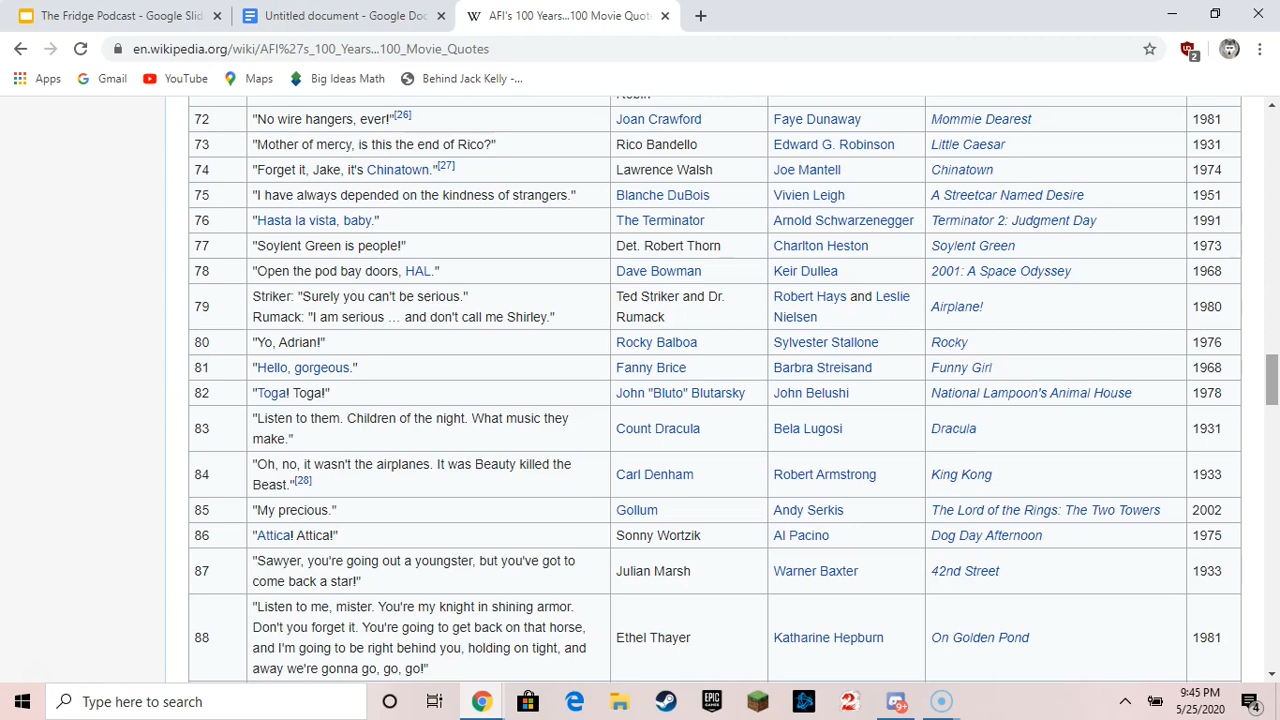 The Fridge Podcast - Google Slid
Untitled document - Google Doc
AFI's 100 Years...100 Movie Quote
en.wikipedia.org/wiki/AFI%27s_100_Years...100_Movie_Quotes
2
Apps Gmail YouTube Maps Big Ideas Math Behind Jack Kelly -...
72 "No wire hangers, ever!"[26] Joan Crawford Faye Dunaway Mommie Dearest 1981
73 "Mother of mercy, is this the end of Rico?" Rico Bandello Edward G. Robinson Little Caesar 1931
74 "Forget it, Jake, it's Chinatown."[27] Lawrence Walsh Joe Mantell Chinatown 1974
75 "I have always depended on the kindness of strangers." Blanche DuBois Vivien Leigh A Streetcar Named Desire 1951
76 "Hasta la vista, baby." The Terminator Arnold Schwarzenegger Terminator 2: Judgment Day 1991
77 "Soylent Green is people!" Det. Robert Thorn Charlton Heston Soylent Green 1973
78 "Open the pod bay doors, HAL." Dave Bowman Keir Dullea 2001: A Space Odyssey 1968
79 Striker: "Surely you can't be serious." Ted Striker and Dr. Robert Hays and Leslie Airplane! 1980
Rumack: "I am serious … and don't call me Shirley." Rumack Nielsen
80 "Yo, Adrian!" Rocky Balboa Sylvester Stallone Rocky 1976
81 "Hello, gorgeous." Fanny Brice Barbra Streisand Funny Girl 1968
82 "Toga! Toga!" John "Bluto" Blutarsky John Belushi National Lampoon's Animal House 1978
83 "Listen to them. Children of the night. What music they Count Dracula Bela Lugosi Dracula 1931
make."
84 "Oh, no, it wasn't the airplanes. It was Beauty killed the Carl Denham Robert Armstrong King Kong 1933
Beast."[28]
85 "My precious." Gollum Andy Serkis The Lord of the Rings: The Two Towers 2002
86 "Attica! Attica!" Sonny Wortzik Al Pacino Dog Day Afternoon 1975
87 "Sawyer, you're going out a youngster, but you've got to Julian Marsh Warner Baxter 42nd Street 1933
come back a star!"
88 "Listen to me, mister. You're my knight in shining armor. Ethel Thayer Katharine Hepburn On Golden Pond 1981
Don't you forget it. You're going to get back on that horse,
and I'm going to be right behind you, holding on tight, and
away we're gonna go, go, go!"
Type here to search
EPIC GAMES
9+
9:45 PM
5/25/2020
4